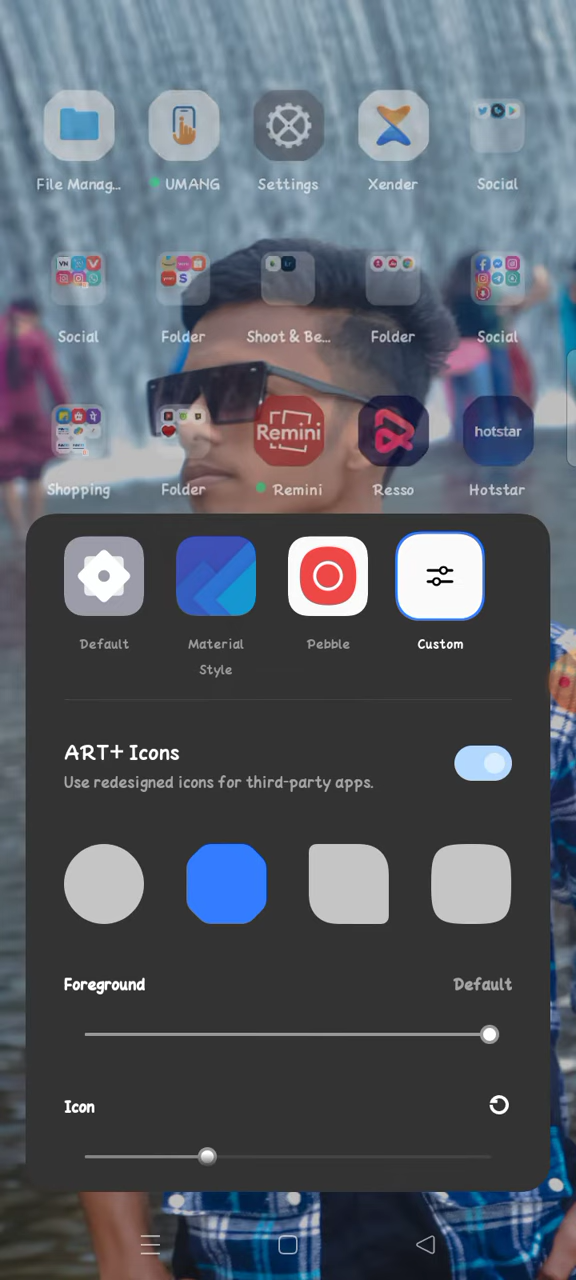 File Manag...
UMANG
Settings
Xender
Social
Social
Folder
Shoot & Be...
Folder
Social
Remini
hotstar
Shopping
Folder
Remini
Resso
Hotstar
Default
Material
Style
Pebble
Custom
ART+ Icons
Use redesigned icons for third-party apps.
Foreground
Default
Icon